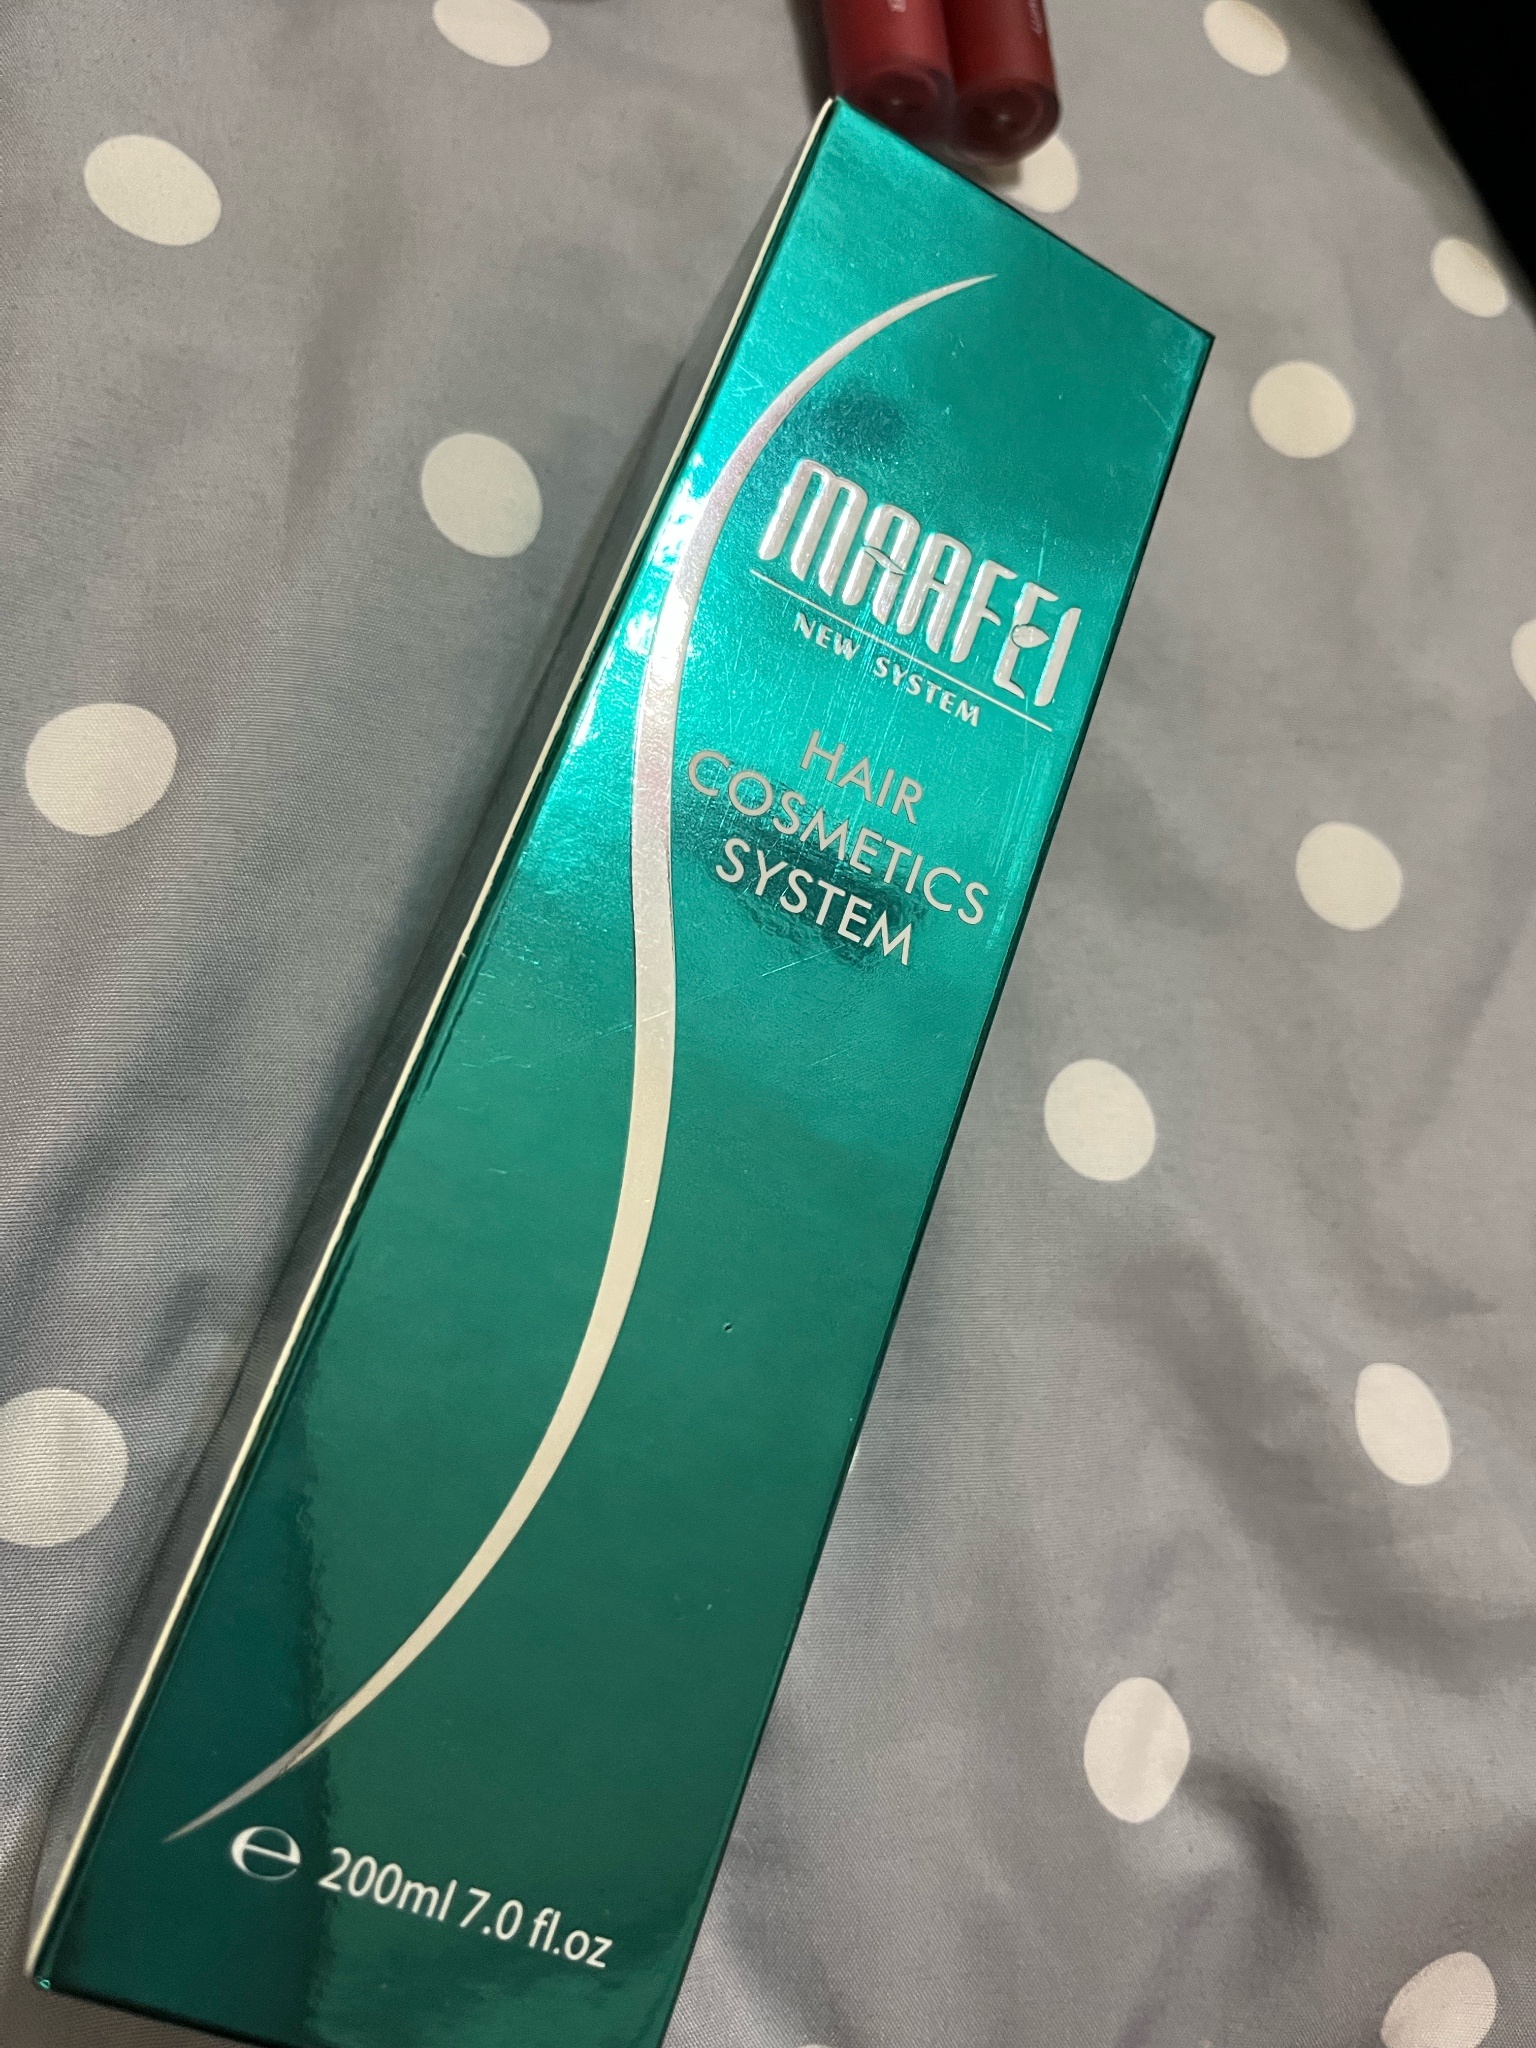 MAAFEI
NEW SYSTEM
HAIR
COSMETICS
SYSTEM
e 200ml 7.0 fl.oz